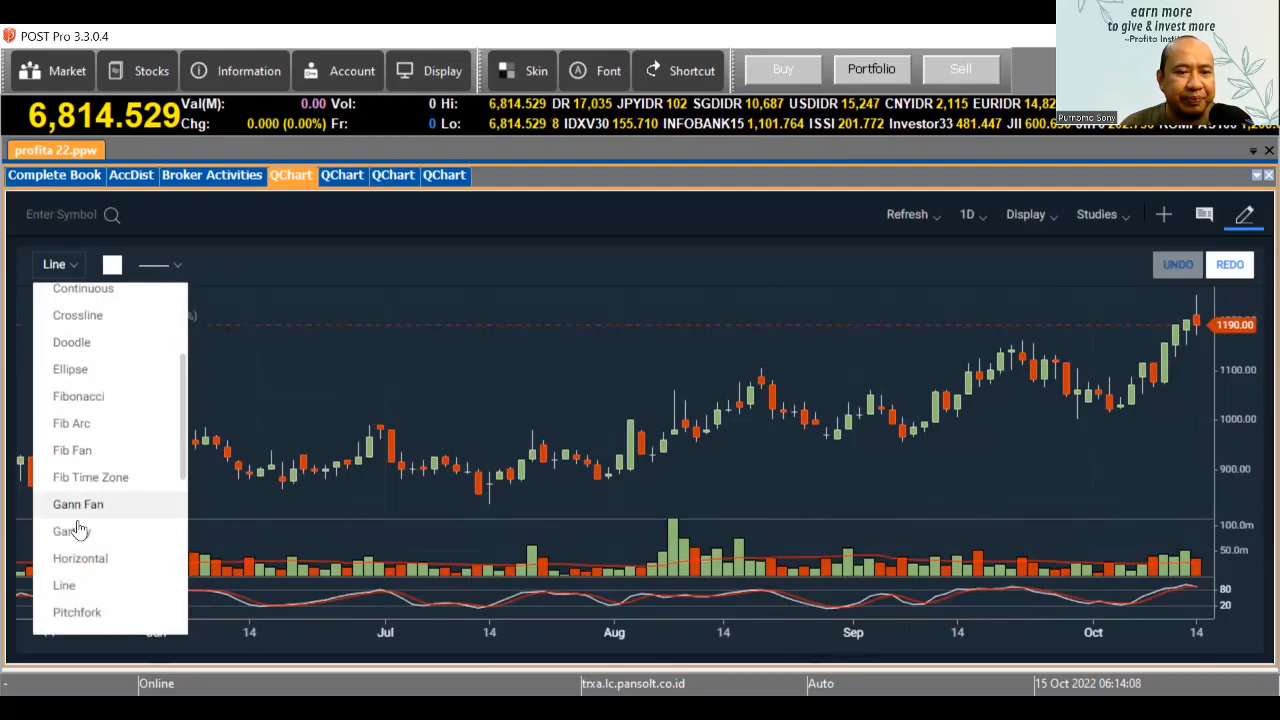 earn more
to give & invest more
Purnomo Sony
POST Pro 3.3.0.4
Market Stocks Information Account Display Skin Font Shortcut Buy Portfolio Sell
6,814.529 Val(M): 0.00 Vol: 0 Hi: 6,814.529 DR 17,035 JPYIDR 102 SGDIDR 10,687 USDIDR 15,247 CNYIDR 2,115 EURIDR
Chg: 0.000 (0.00%) Fr: 0 Lo: 6,814.529 8 IDXV30 155.710 INFOBANK15 1,101.764 ISSI 201.772 Investor33 481.447 JII
profita 22.ppw
Complete Book AccDist Broker Activities QChart QChart QChart QChart
Enter Symbol Refresh 1D Display Studies
Line UNDO REDO
Continuous
Crossline
Doodle
Ellipse
Fibonacci
Fib Arc
Fib Fan
Fib Time Zone
Gann Fan
Horizontal
Line
Pitchfork
1190.00
1100.00
1000.00
900.00
100.0m
50.0m
80
20
14 Jul 14 Aug 14 Sep 14 Oct 14
- Online trxa.lc.pansolt.co.id Auto 15 Oct 2022 06:14:08